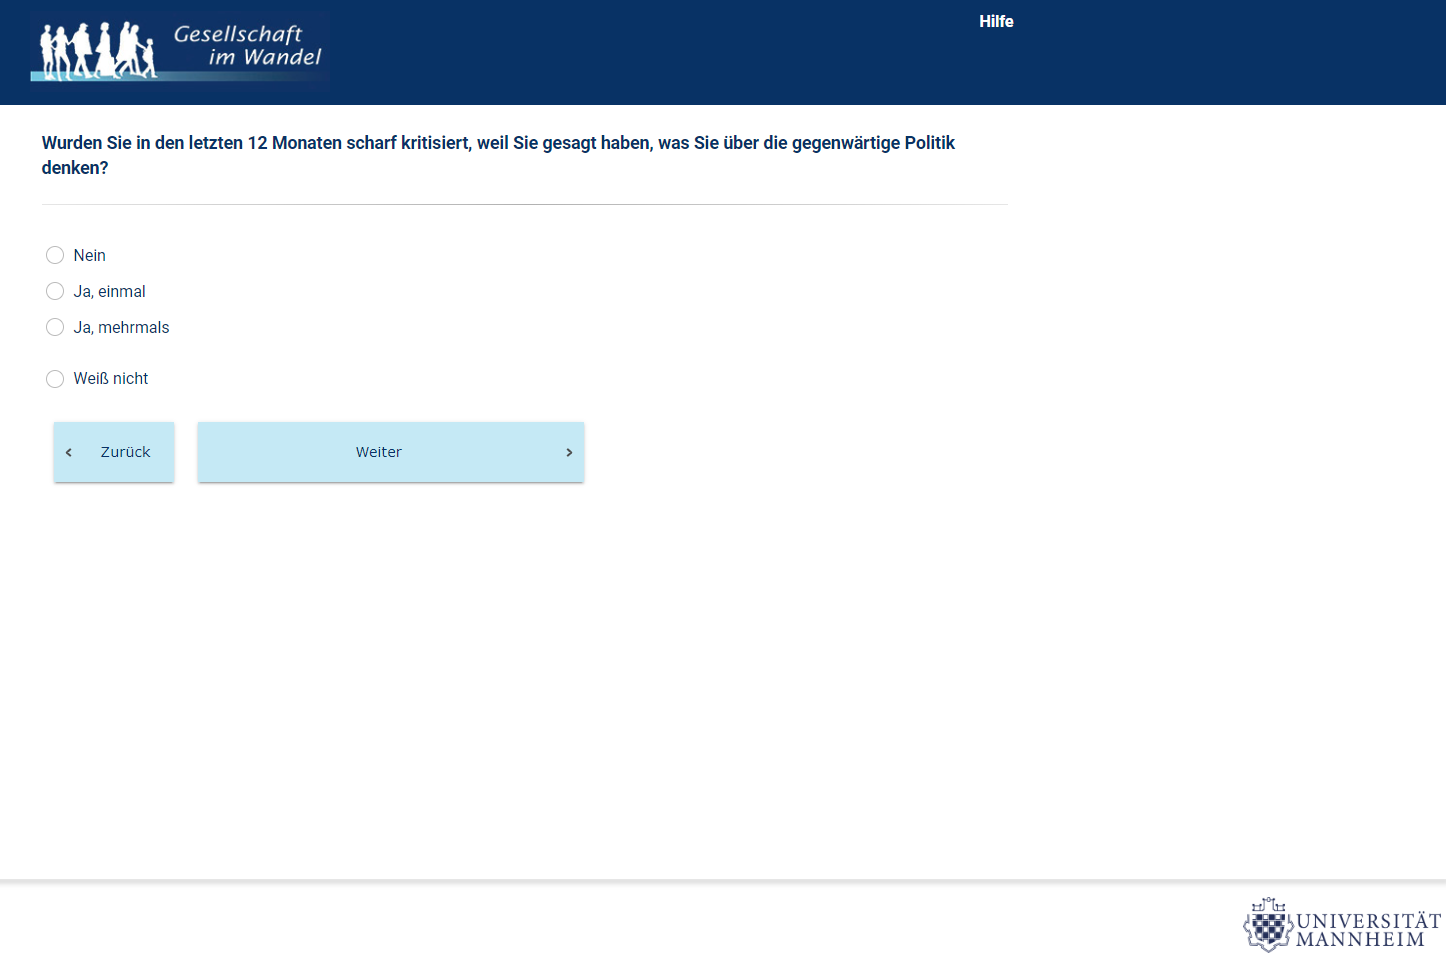 Gesellschaft
im Wandel
Hilfe
Wurden Sie in den letzten 12 Monaten scharf kritisiert, weil Sie gesagt haben, was Sie über die gegenwärtige Politik
denken?
Nein
Ja, einmal
Ja, mehrmals
Weiß nicht
‹ Zurück
Weiter ›
UNIVERSITÄT
MANNHEIM